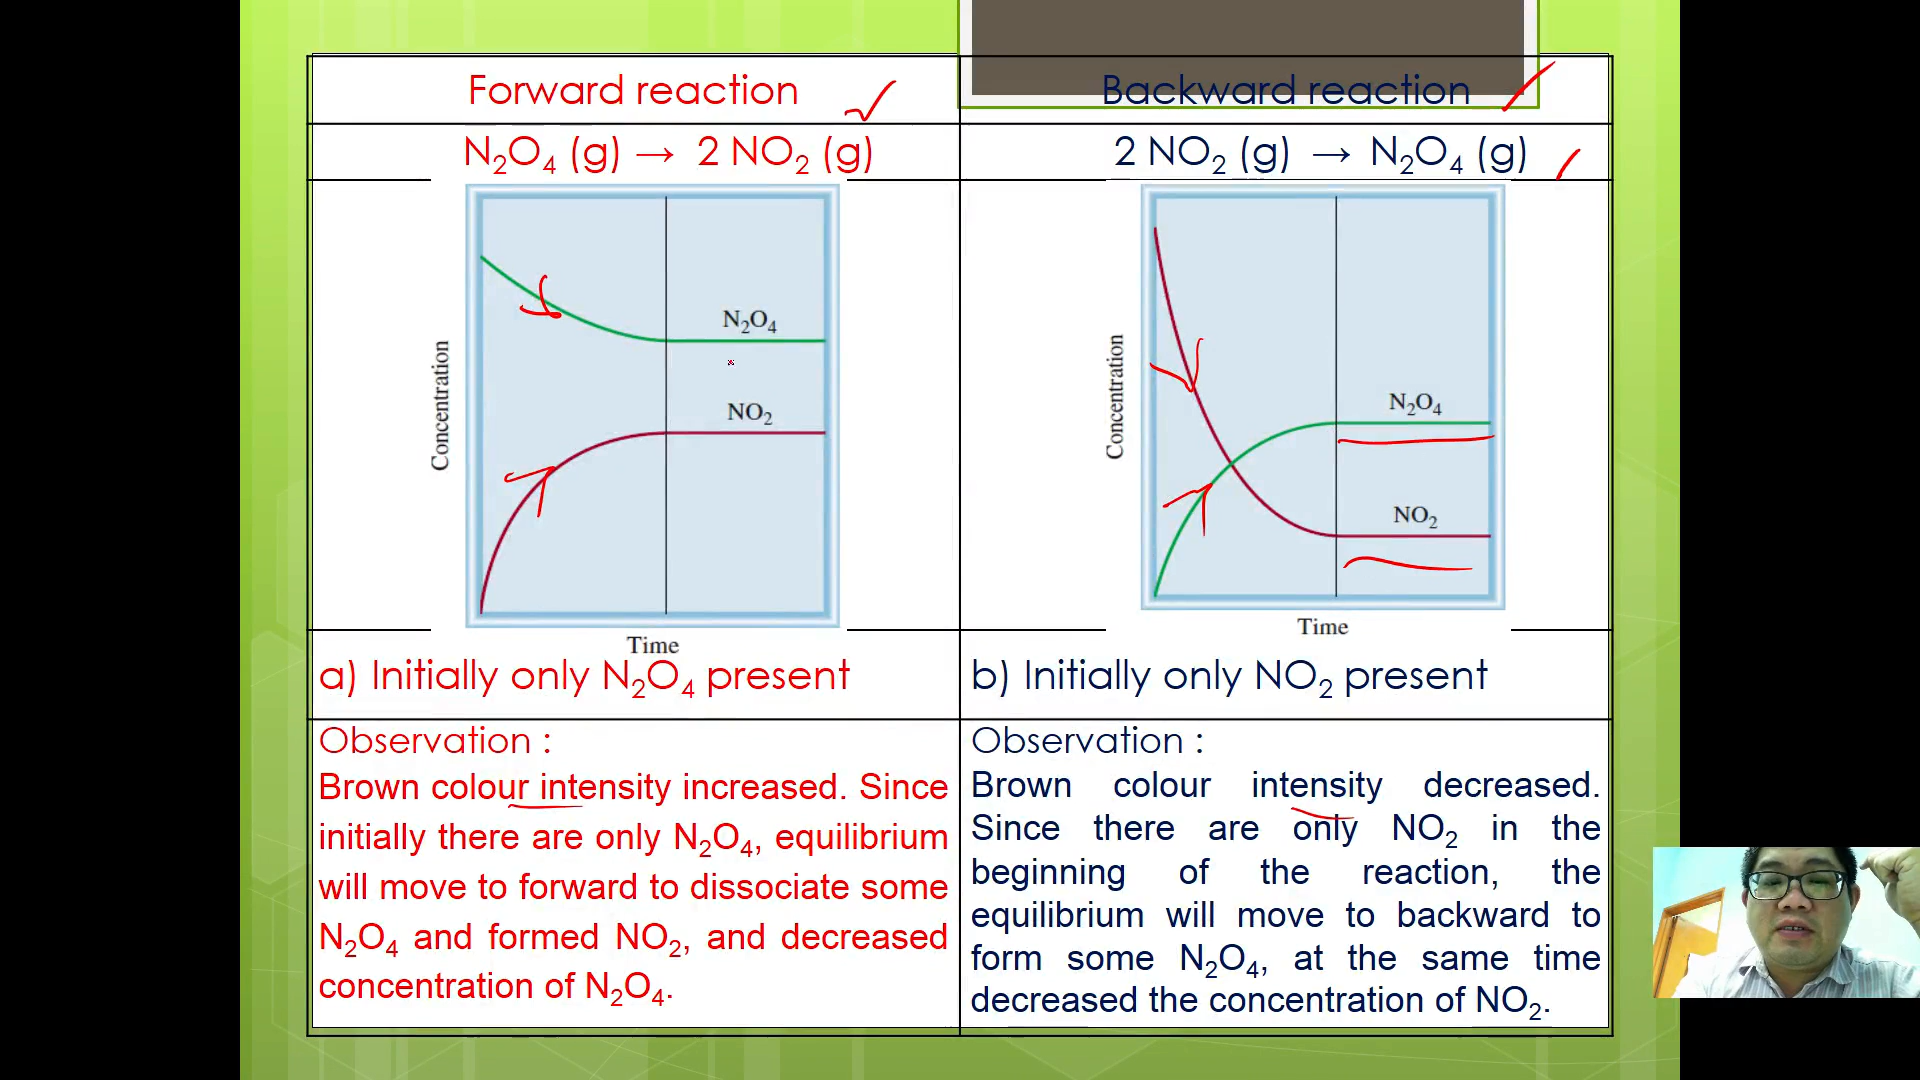 Forward reaction
Backward reaction
N₂O₄ (g) → 2 NO₂ (g)
2 NO₂ (g) → N₂O₄ (g)
Concentration
N₂O₄
NO₂
Time
Concentration
N₂O₄
NO₂
Time
a) Initially only N₂O₄ present
b) Initially only NO₂ present
Observation :
Brown colour intensity increased. Since
initially there are only N₂O₄, equilibrium
will move to forward to dissociate some
N₂O₄ and formed NO₂, and decreased
concentration of N₂O₄.
Observation :
Brown colour intensity decreased.
Since there are only NO₂ in the
beginning of the reaction, the
equilibrium will move to backward to
form some N₂O₄, at the same time
decreased the concentration of NO₂.